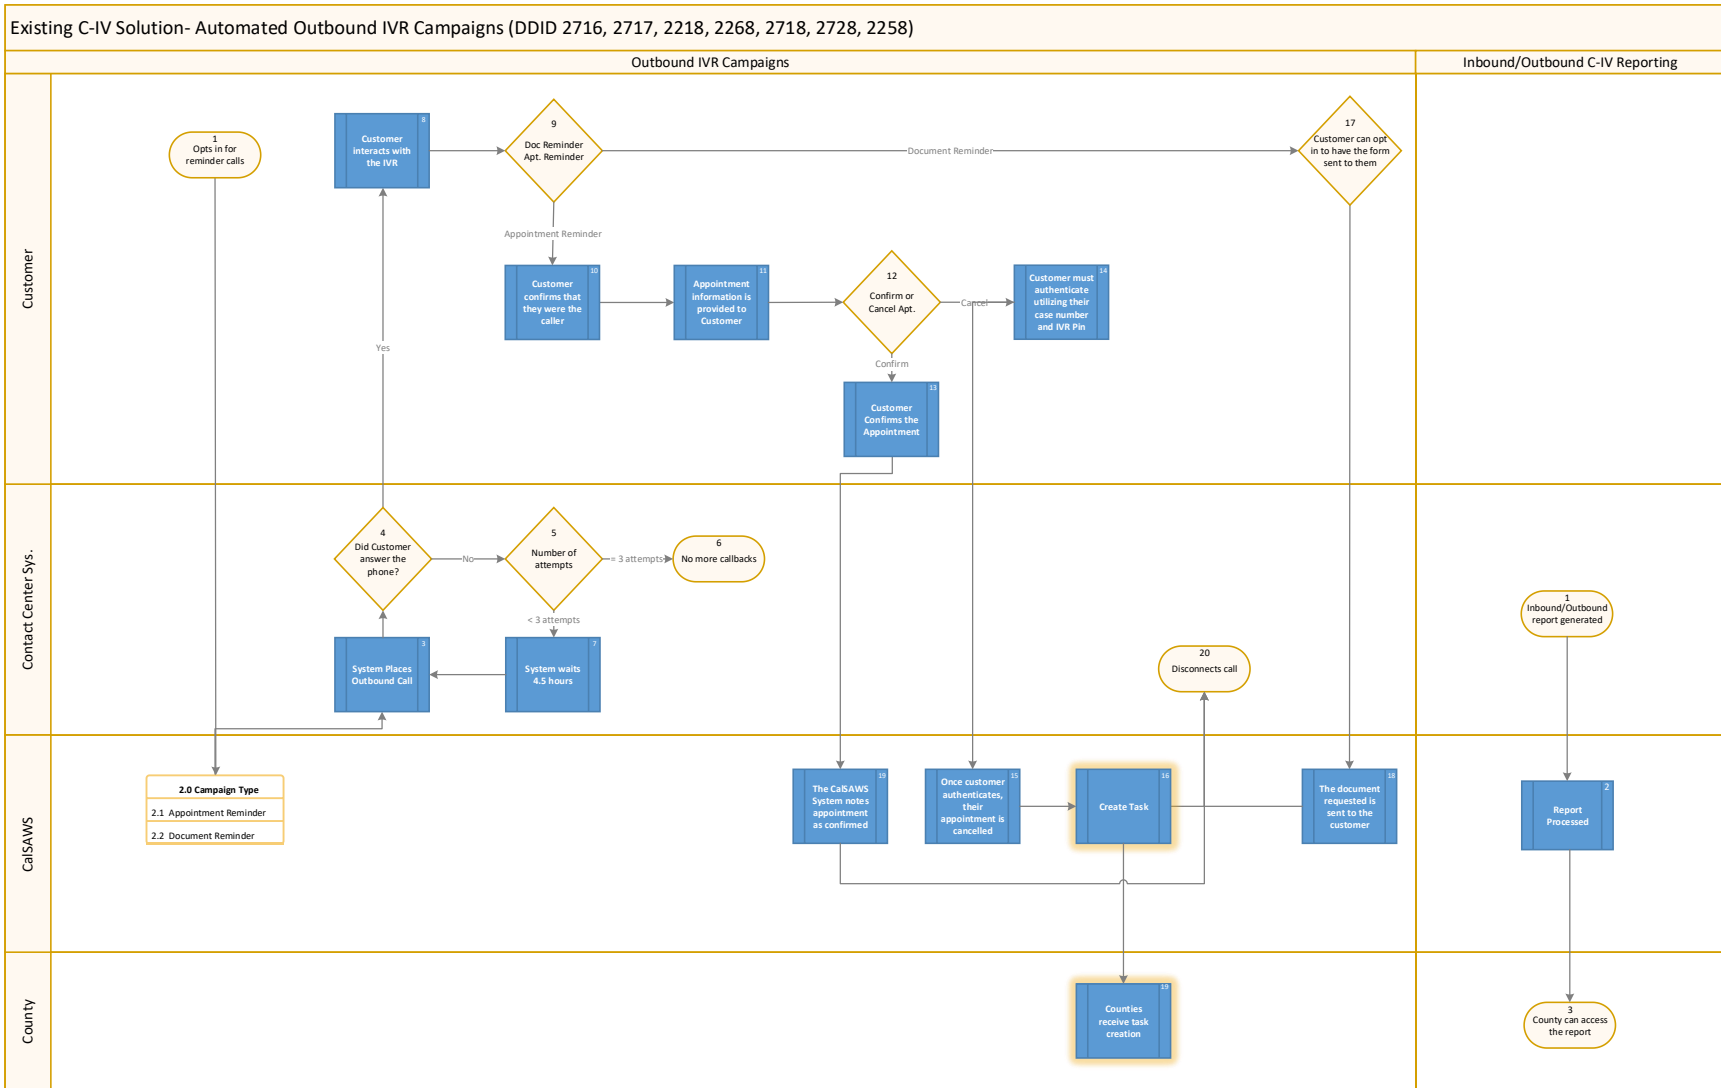 Existing C-IV Solution- Automated Outbound IVR Campaigns (DDID 2716, 2717, 2218, 2268, 2718, 2728, 2258)
Outbound IVR Campaigns
Inbound/Outbound C-IV Reporting
Customer
1
Opts in for
reminder calls
8
Customer
interacts with
the IVR
9
Doc Reminder
Apt. Reminder
Document Reminder
17
Customer can opt
in to have the form
sent to them
Appointment Reminder
10
Customer
confirms that
they were the
caller
11
Appointment
information is
provided to
Customer
12
Confirm or
Cancel Apt.
Cancel
14
Customer must
authenticate
utilizing their
case number
and IVR Pin
Confirm
13
Customer
Confirms the
Appointment
Yes
Contact Center Sys.
4
Did Customer
answer the
phone?
No
5
Number of
attempts
= 3 attempts
6
No more callbacks
< 3 attempts
3
System Places
Outbound Call
7
System waits
4.5 hours
20
Disconnects call
1
Inbound/Outbound
report generated
CalSAWS
2.0 Campaign Type
2.1 Appointment Reminder
2.2 Document Reminder
19
The CalSAWS
System notes
appointment
as confirmed
15
Once customer
authenticates,
their
appointment is
cancelled
16
Create Task
18
The document
requested is
sent to the
customer
2
Report
Processed
County
19
Counties
receive task
creation
3
County can access
the report